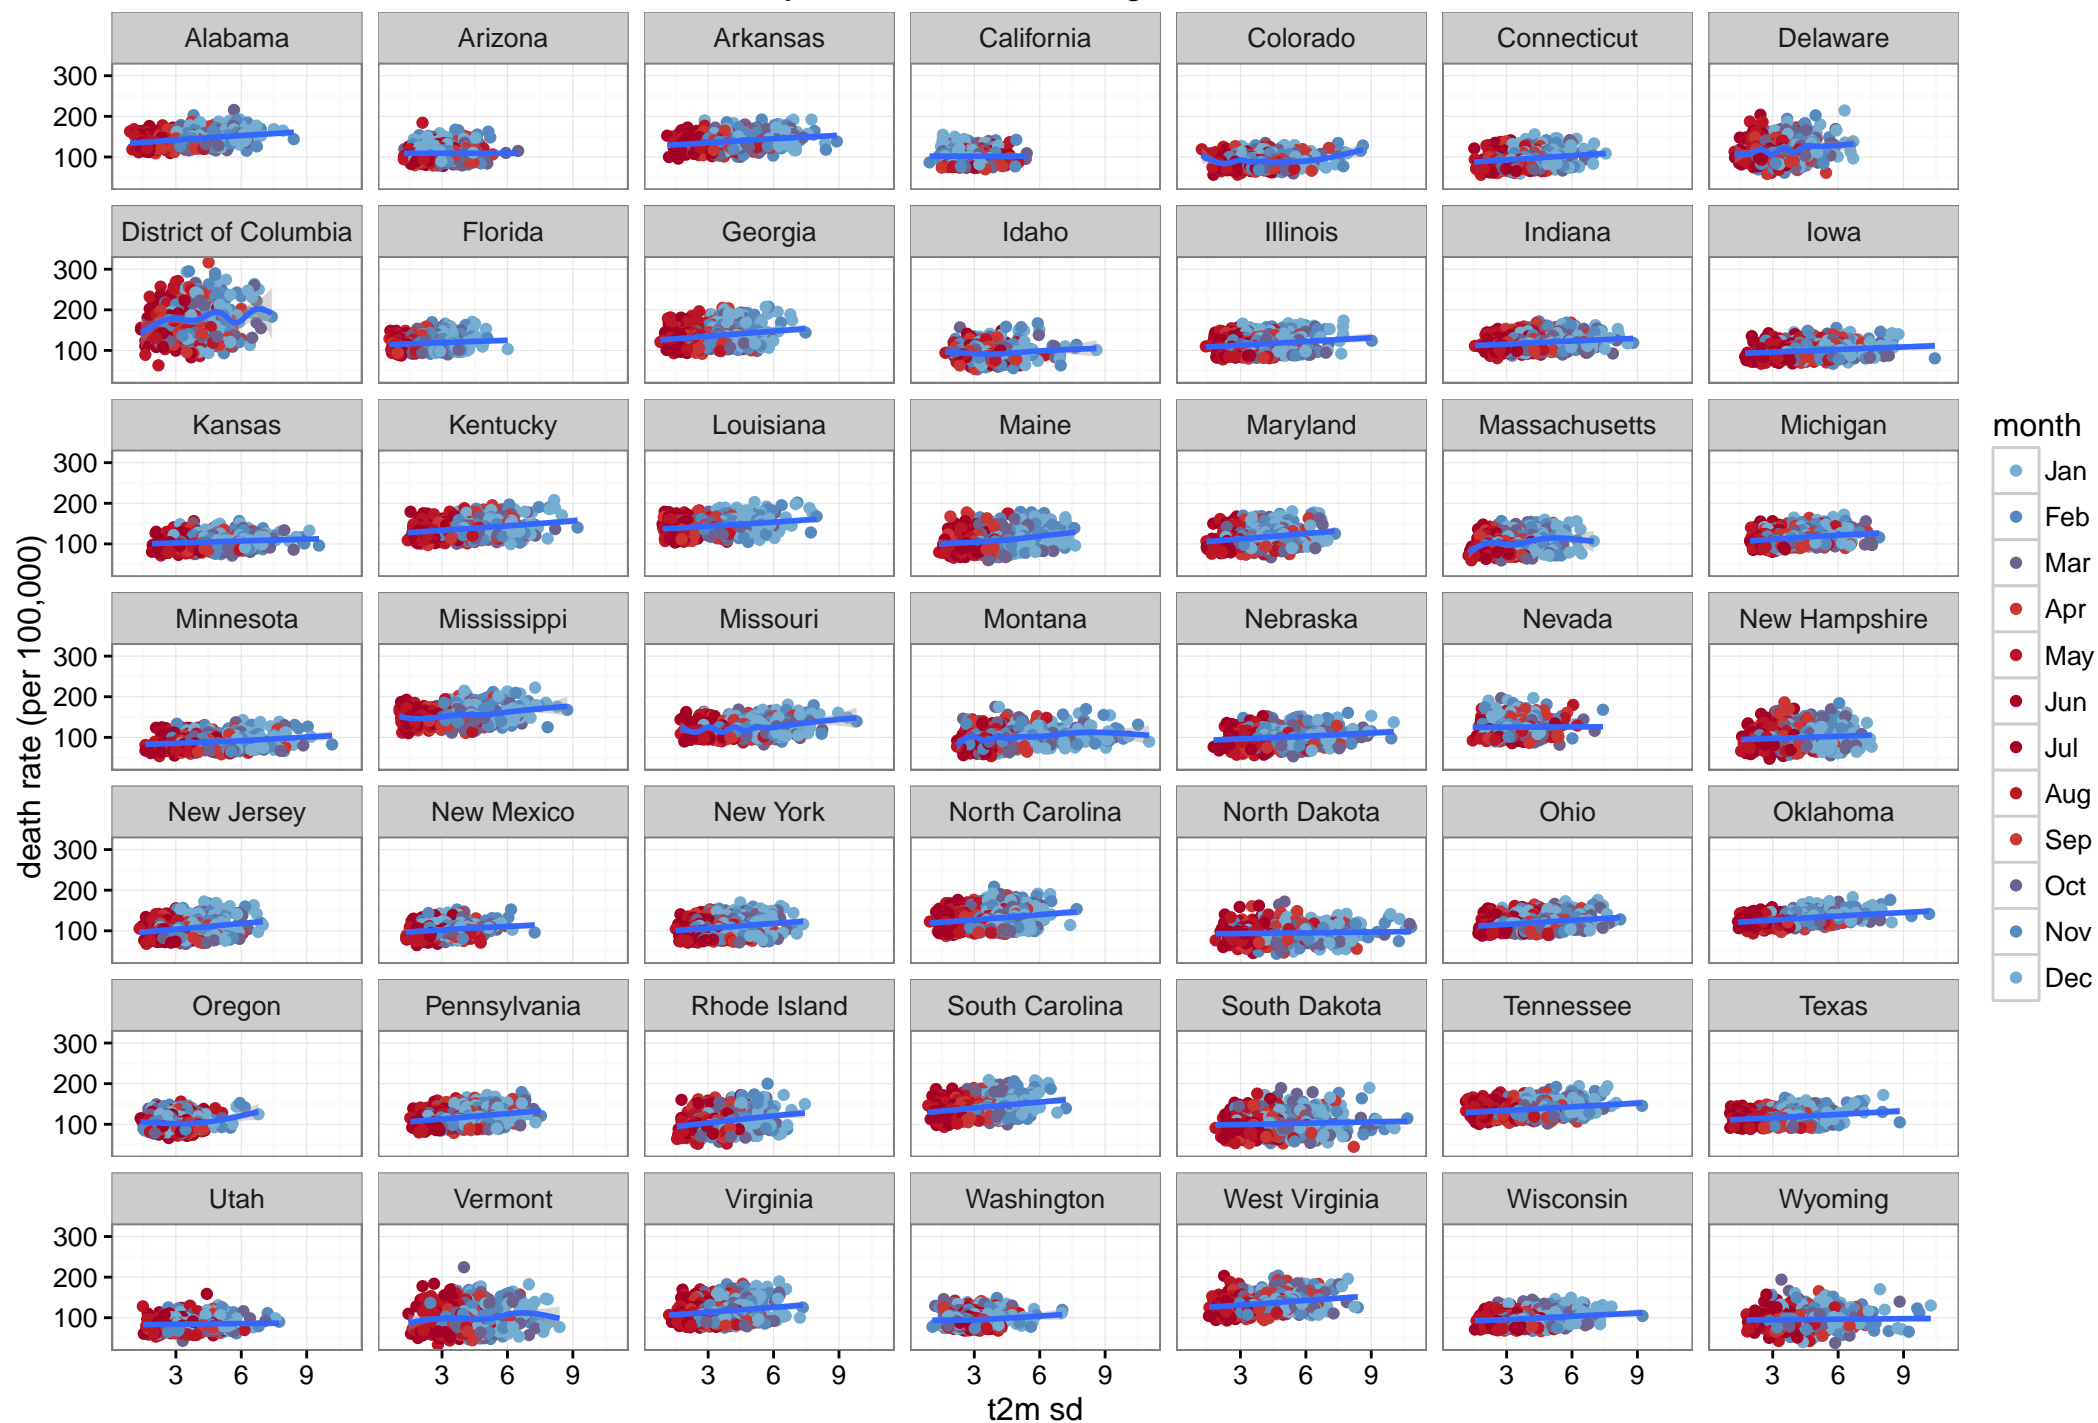 Alabama Arizona Arkansas California Colorado Connecticut Delaware
300
200
100
District of Columbia Florida Georgia Idaho Illinois Indiana Iowa
300
200
100
Kansas Kentucky Louisiana Maine Maryland Massachusetts Michigan
300
200
100
Minnesota Mississippi Missouri Montana Nebraska Nevada New Hampshire
300
200
100
New Jersey New Mexico New York North Carolina North Dakota Ohio Oklahoma
300
200
100
Oregon Pennsylvania Rhode Island South Carolina South Dakota Tennessee Texas
300
200
100
Utah Vermont Virginia Washington West Virginia Wisconsin Wyoming
300
200
100
3 6 9 3 6 9 3 6 9 3 6 9 3 6 9 3 6 9 3 6 9
t2m sd
death rate (per 100,000)
month
Jan
Feb
Mar
Apr
May
Jun
Jul
Aug
Sep
Oct
Nov
Dec